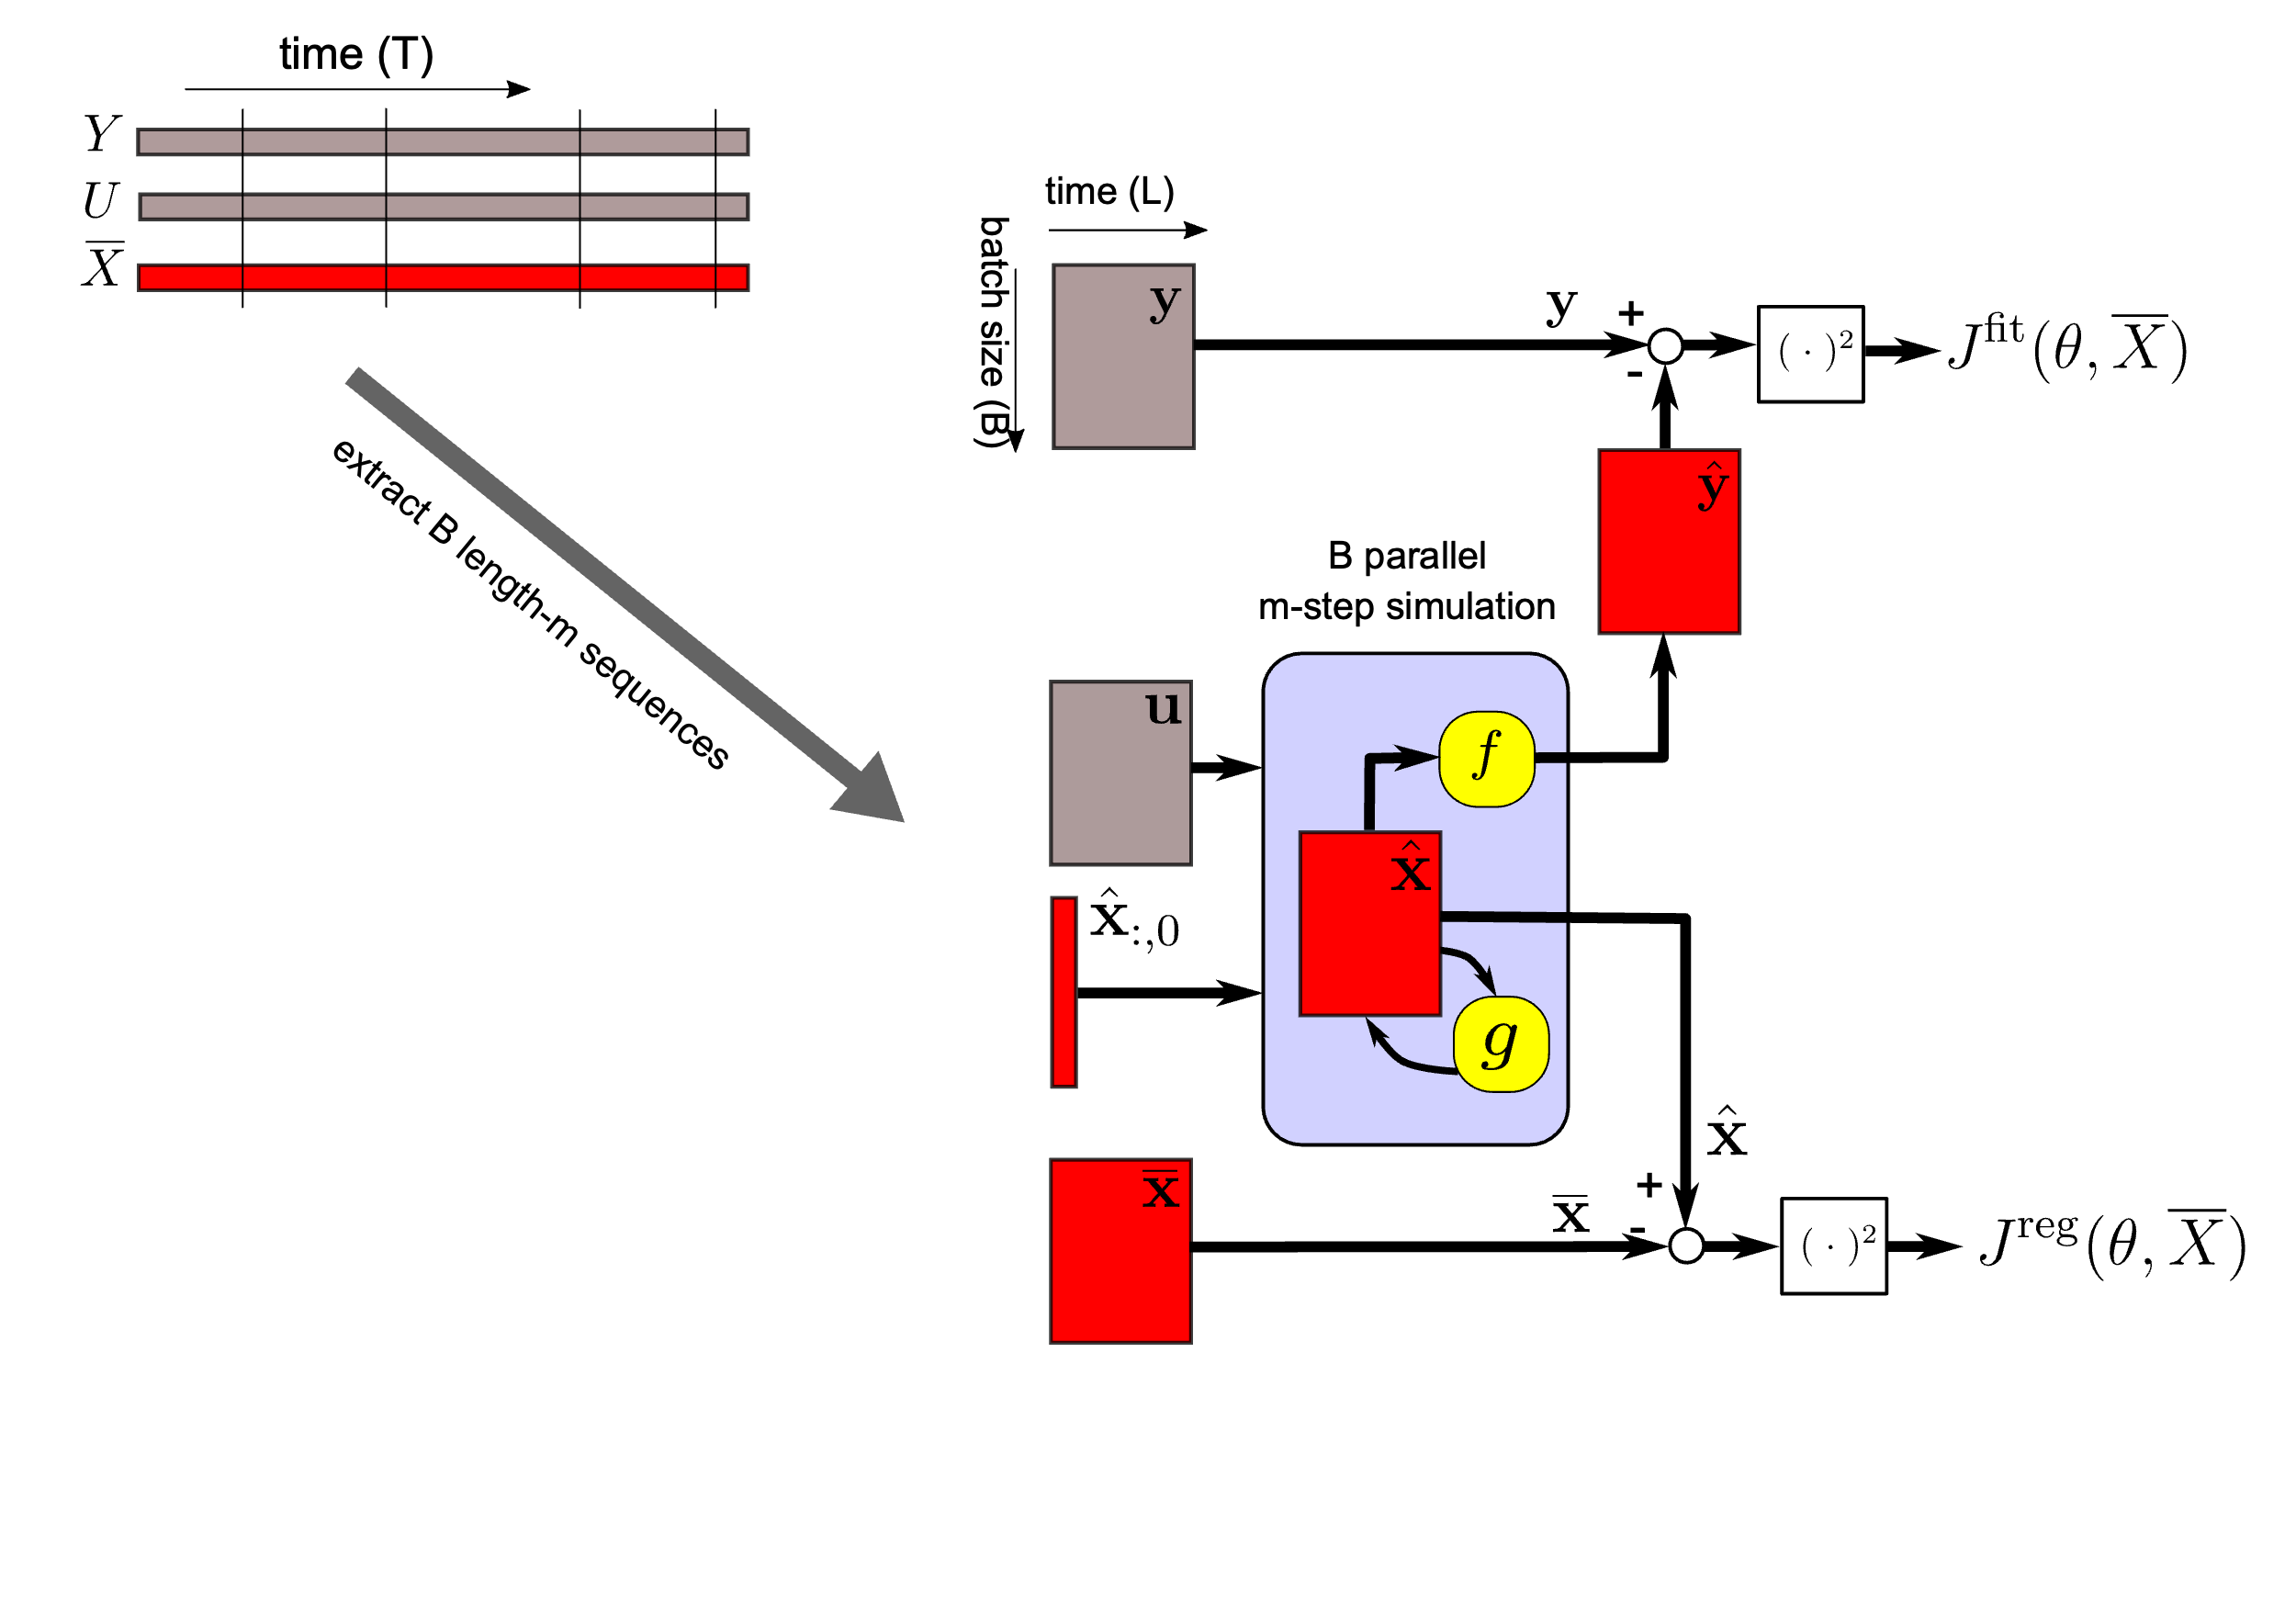 time (T)
Y
U
X̅
extract B length-m sequences
time (L)
batch size (B)
y
y
+
-
( · )²
J^fit(θ, X̅)
ŷ
B parallel
m-step simulation
u
f
x̂
x̂:,0
g
x̂
x̅
x̅
+
-
( · )²
J^reg(θ, X̅)